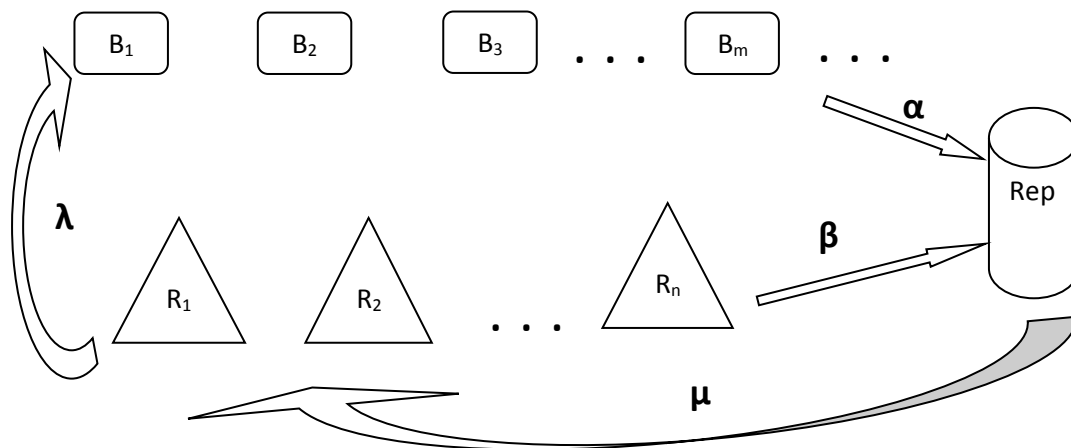 B₁ B₂ B₃ . . . Bₘ . . .
α
Rep
λ
β
R₁ R₂ . . . Rₙ
μ